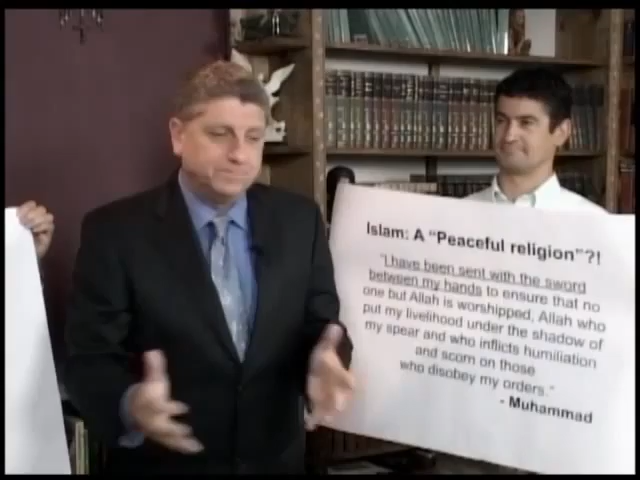 Islam: A "Peaceful religion"?!
"I have been sent with the sword
between my hands to ensure that no
one but Allah is worshipped, Allah who
put my livelihood under the shadow of
my spear and who inflicts humiliation
and scorn on those
who disobey my orders."
- Muhammad